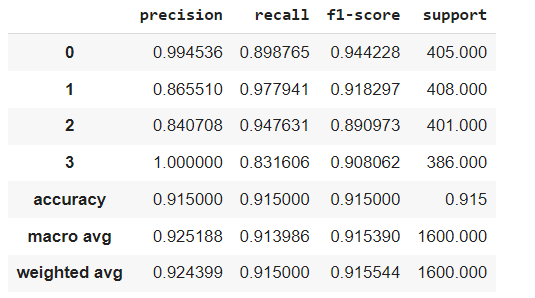 precision recall f1-score support
0 0.994536 0.898765 0.944228 405.000
1 0.865510 0.977941 0.918297 408.000
2 0.840708 0.947631 0.890973 401.000
3 1.000000 0.831606 0.908062 386.000
accuracy 0.915000 0.915000 0.915000 0.915
macro avg 0.925188 0.913986 0.915390 1600.000
weighted avg 0.924399 0.915000 0.915544 1600.000